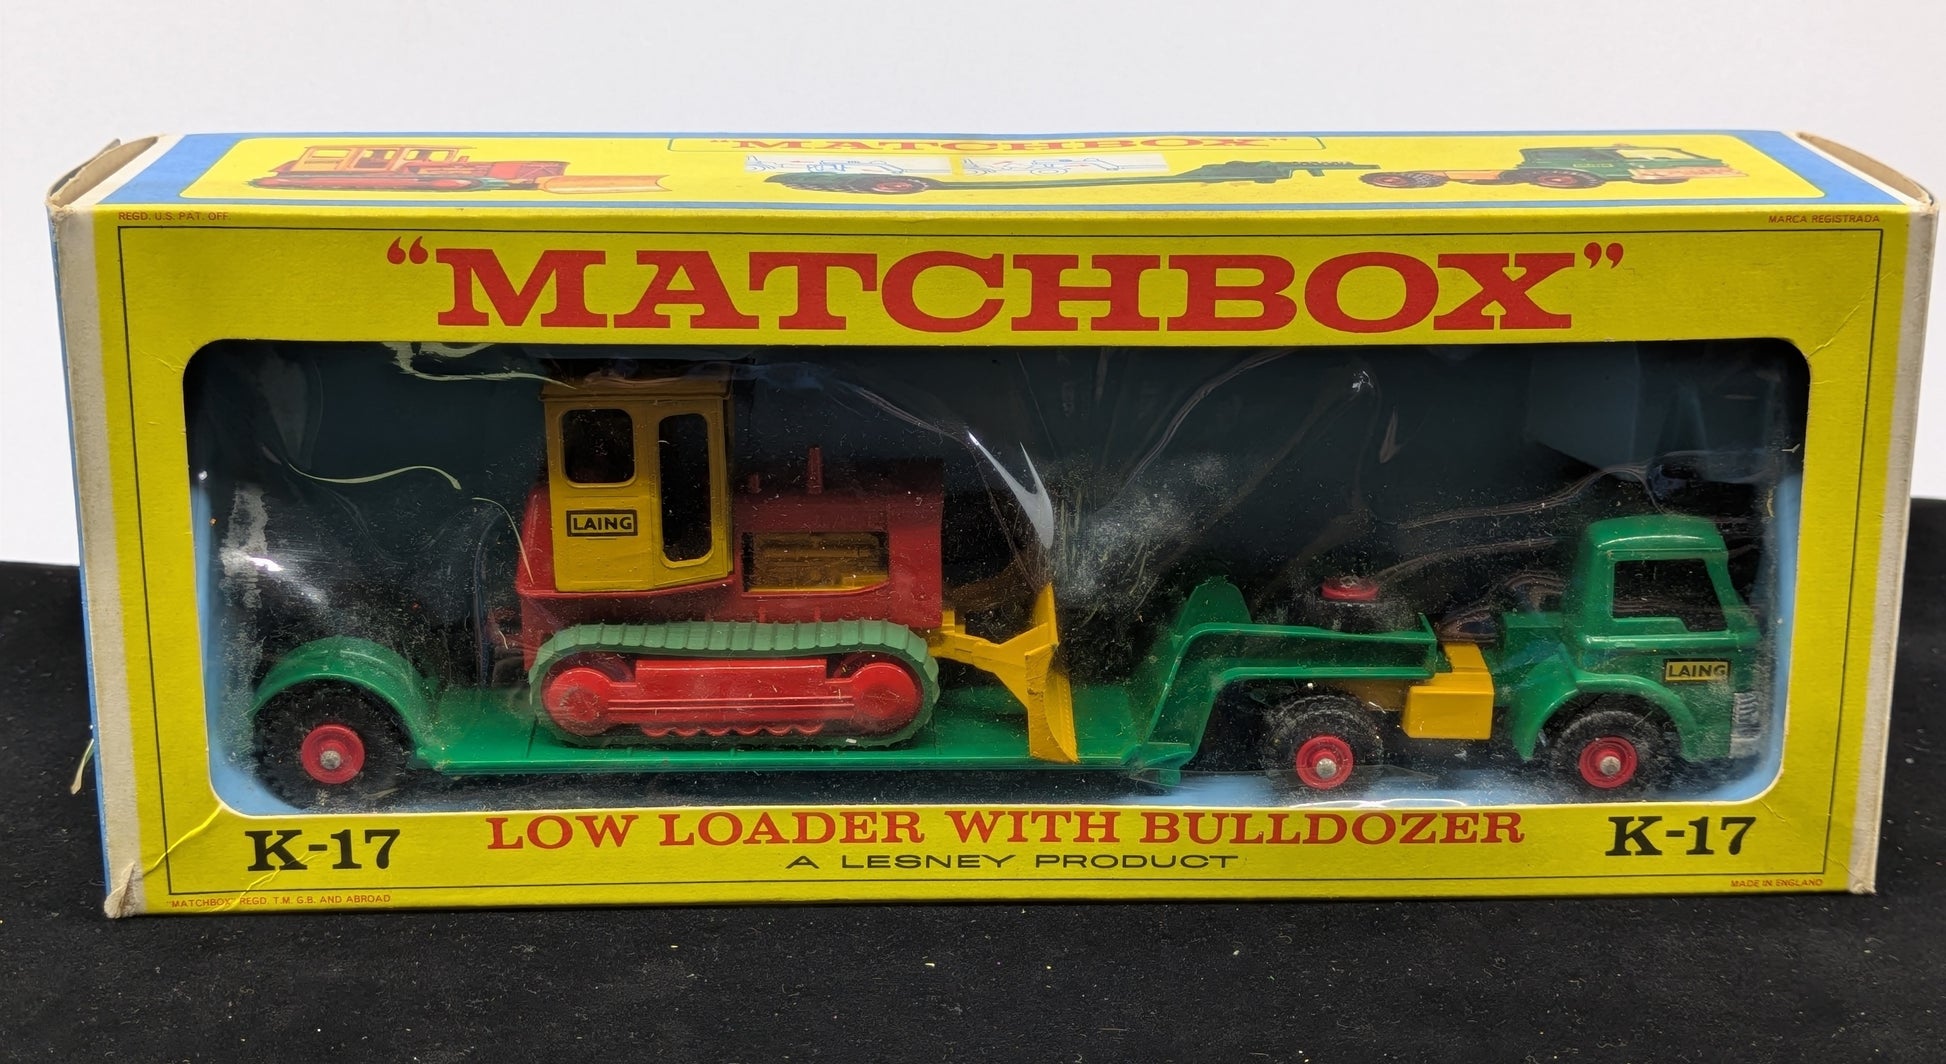 "MATCHBOX"
REGD. U.S. PAT. OFF.
MARCA REGISTRADA
“MATCHBOX”
LAING
LAING
K-17
LOW LOADER WITH BULLDOZER
K-17
A LESNEY PRODUCT
"MATCHBOX" REGD. T.M. G.B. AND ABROAD
MADE IN ENGLAND